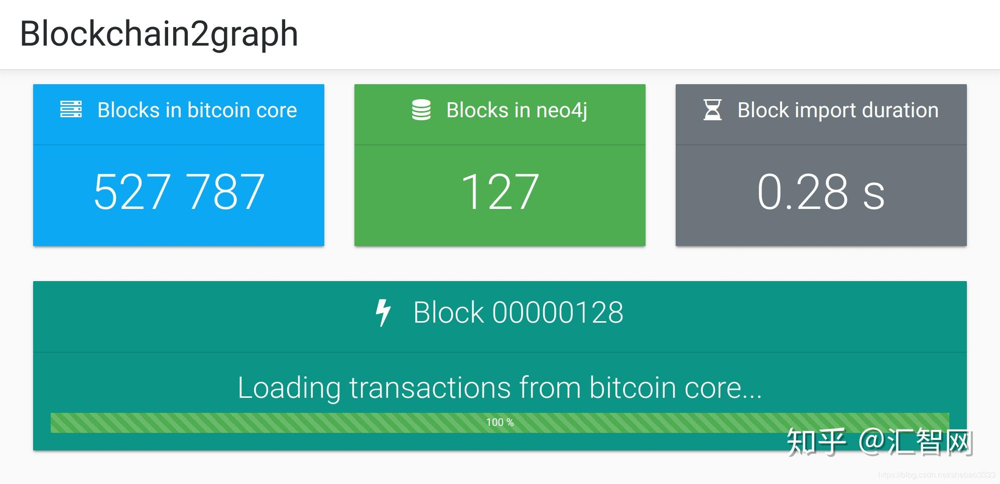 Blockchain2graph
Blocks in bitcoin core
527 787
Blocks in neo4j
127
Block import duration
0.28 s
Block 00000128
Loading transactions from bitcoin core...
100 %
知乎 @汇智网
https://blog.csdn.net/shebao3333